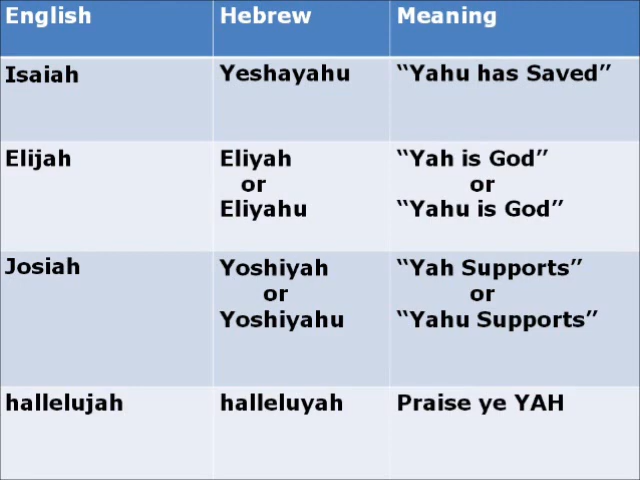 English Hebrew Meaning
Isaiah Yeshayahu “Yahu has Saved”
Elijah Eliyah “Yah is God”
or or
Eliyahu “Yahu is God”
Josiah Yoshiyah “Yah Supports”
or or
Yoshiyahu “Yahu Supports”
hallelujah halleluyah Praise ye YAH